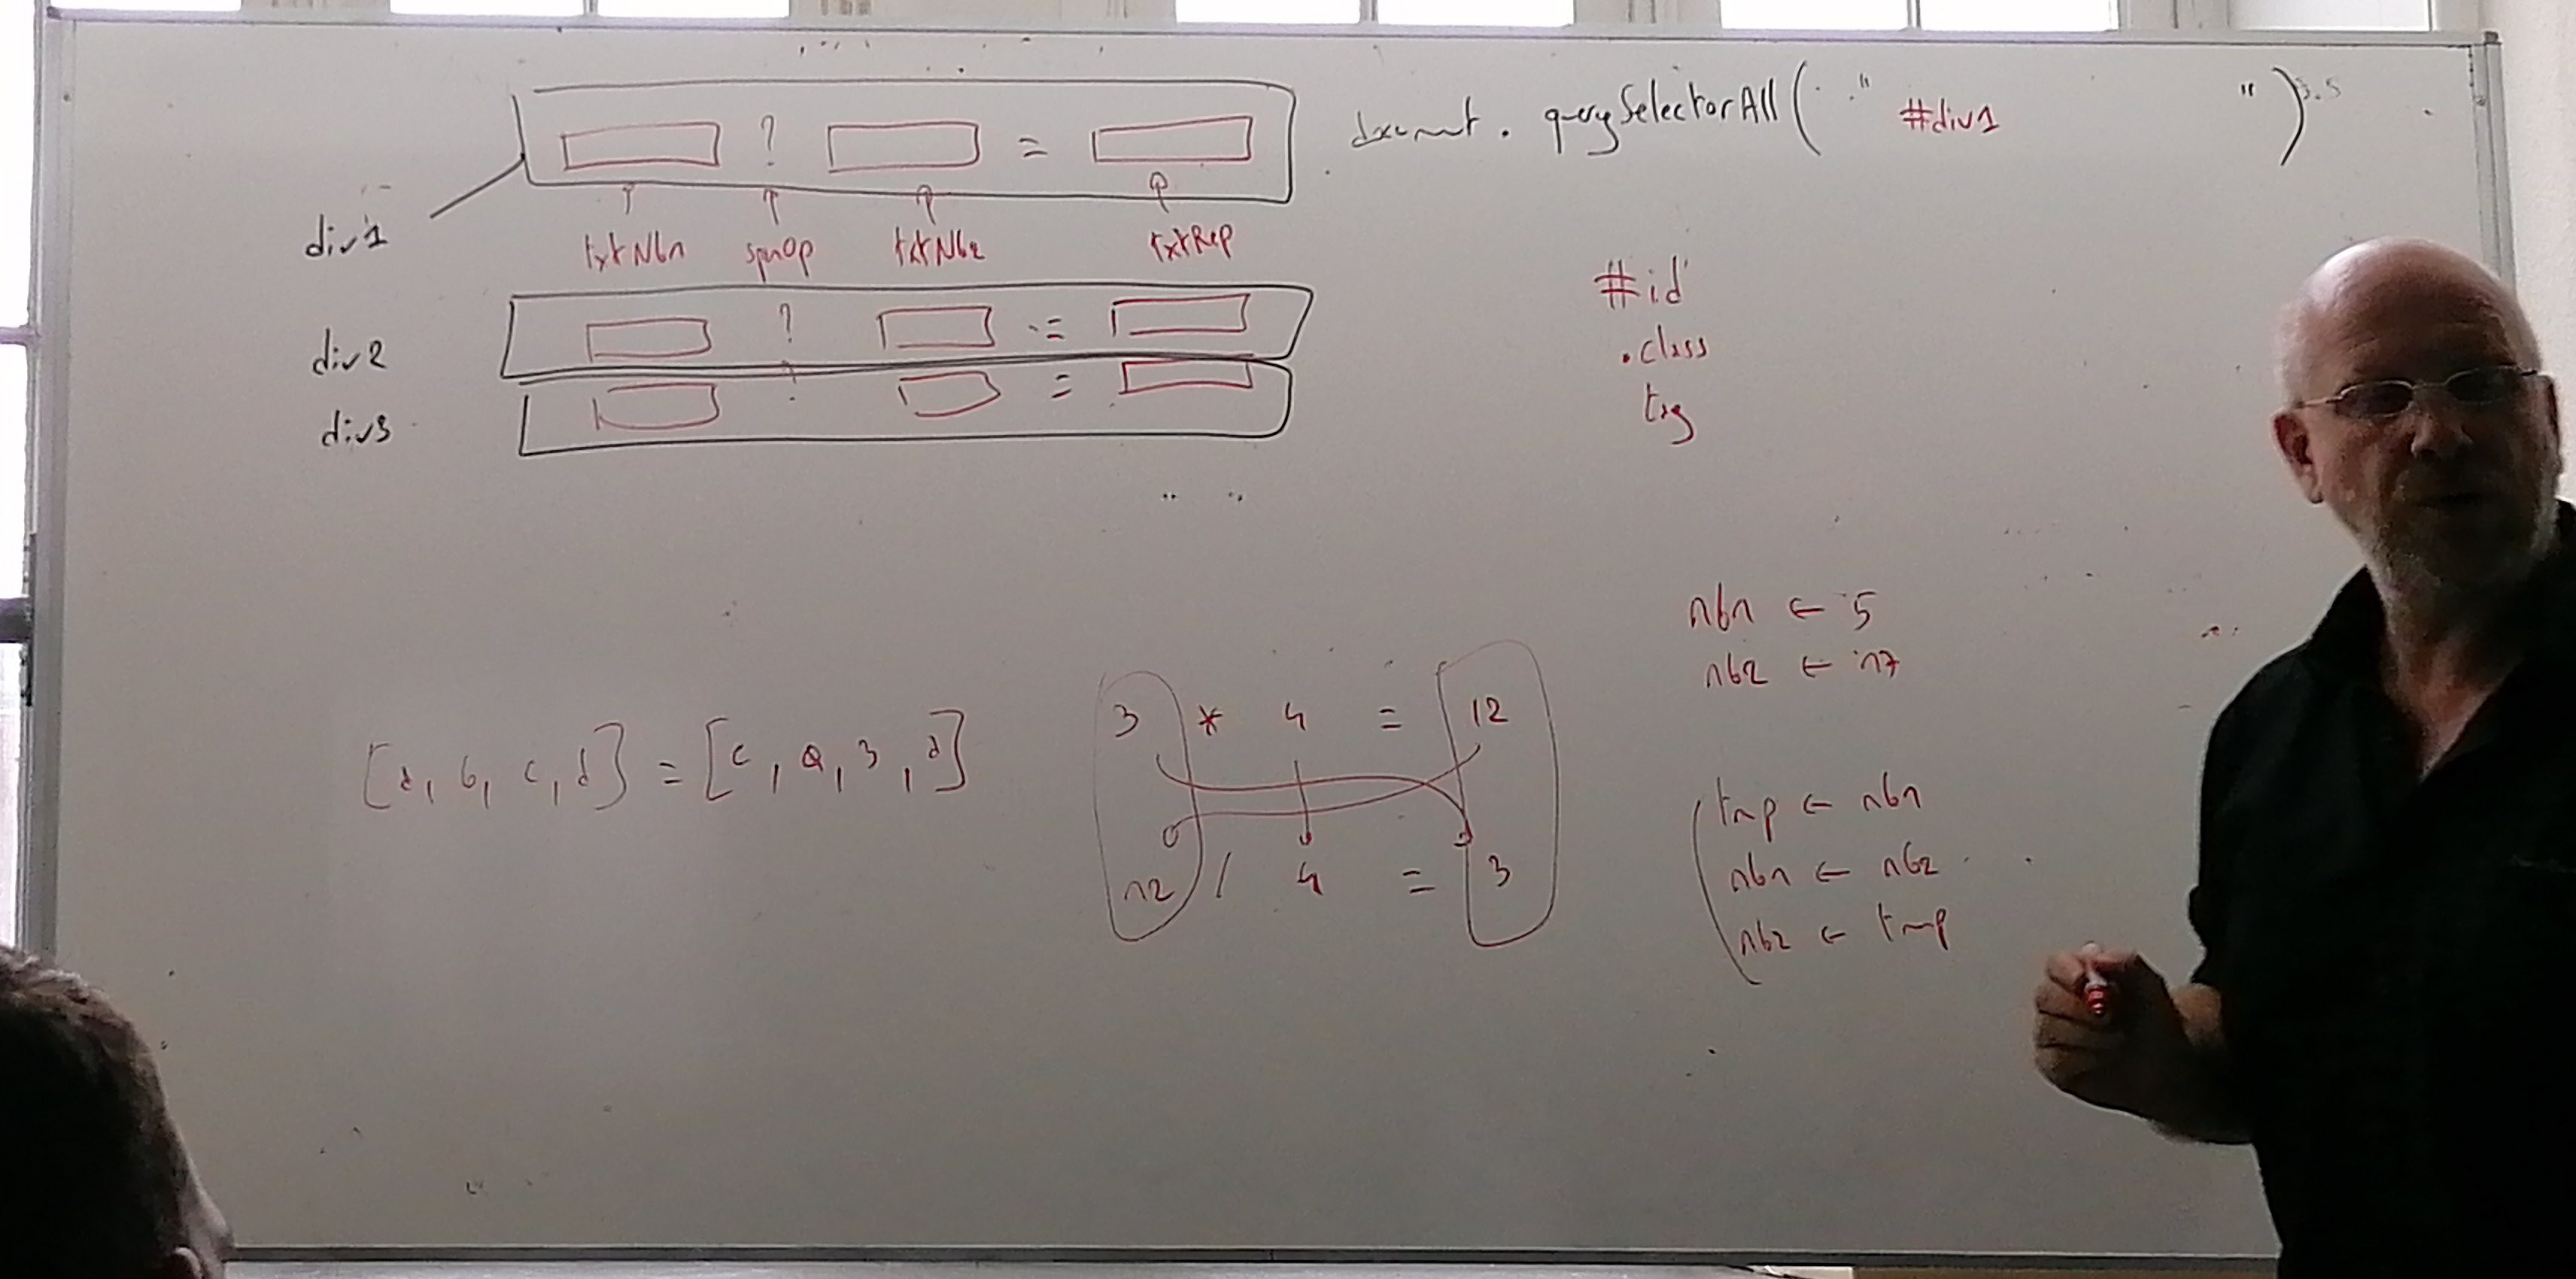 ? = document.querySelectorAll(" #div1 ")
div1
txtNb1 spnOp txtNb2 txtRep
#id
div2 ? =
.class
div3 =
tag
nb1 ← 5
nb2 ← 17
3 * 4 = 12
[a, b, c, d] = [c, a, 3, d]
tmp ← nb1
12 / 4 = 3
nb1 ← nb2
nb2 ← tmp